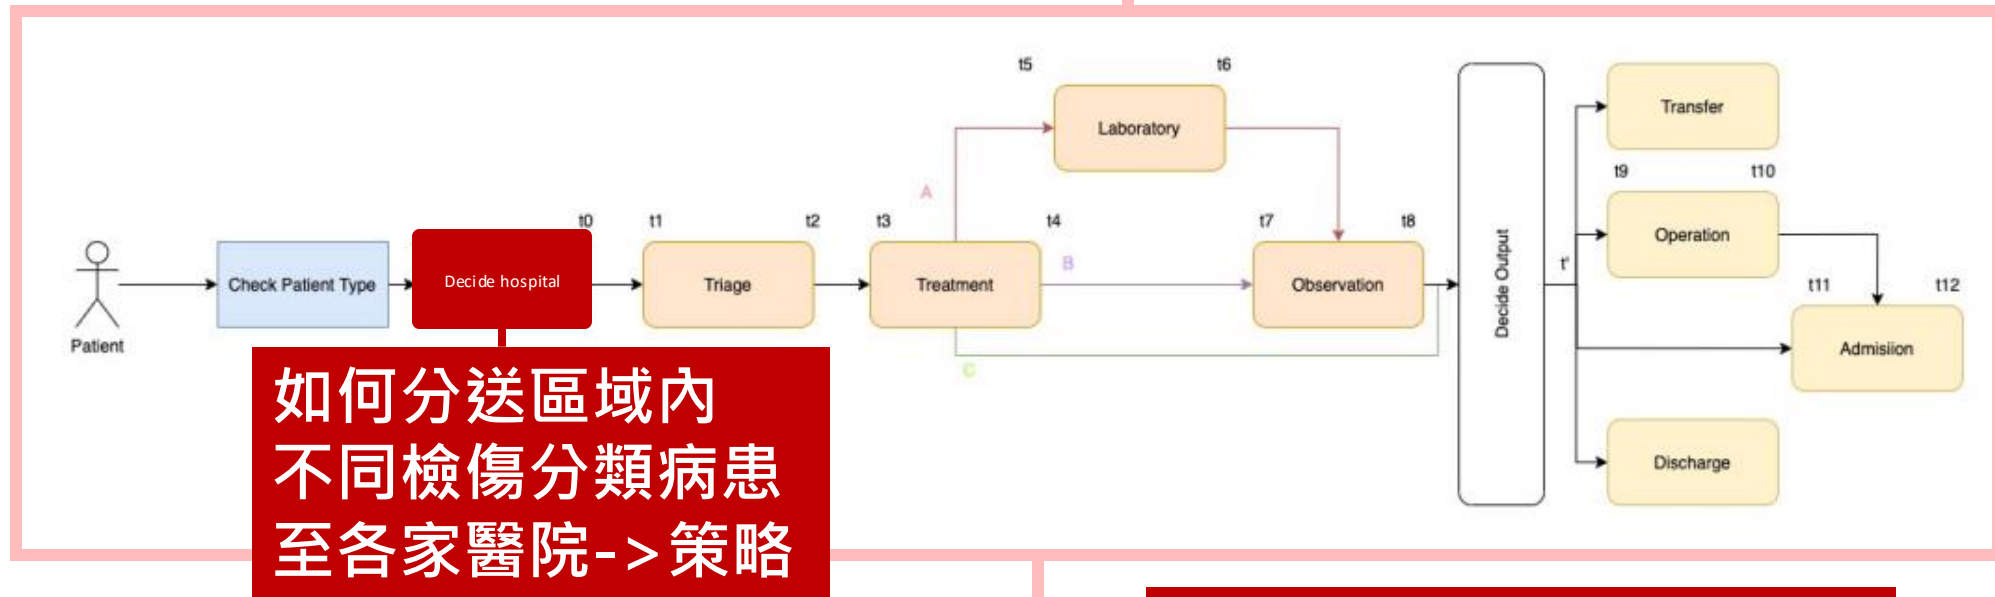 t5
t6
Laboratory
Transfer
A
t9
t10
t0
t1
t2
t3
t4
t7
t8
Patient
Check Patient Type
Decide hospital
Triage
Treatment
B
Observation
Decide Output
t'
Operation
t11
t12
Admisiion
C
Discharge
如何分送區域內
不同檢傷分類病患
至各家醫院->策略